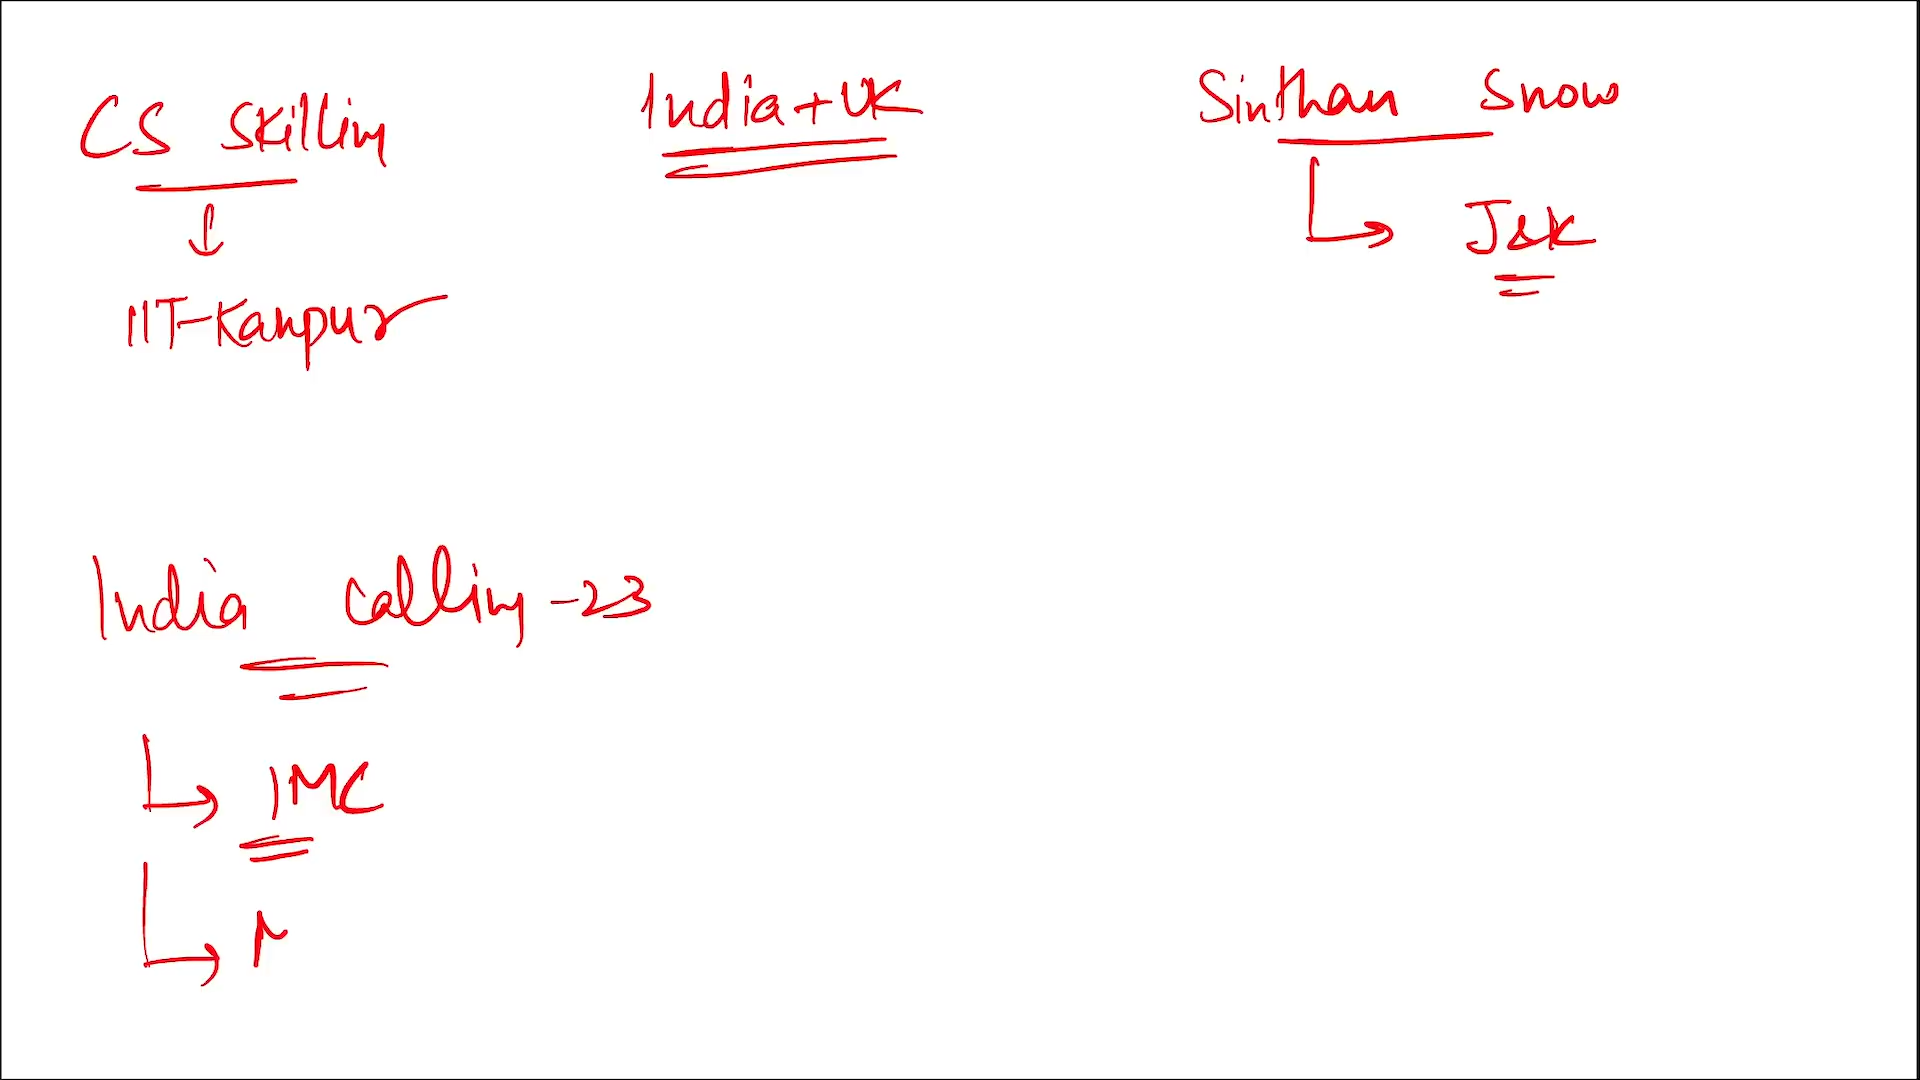 CS Skilling
↓
IIT-Kanpur
India + UK
Sinthan Snow
↳ J&K
India Calling - 23
↳ IMC
↳